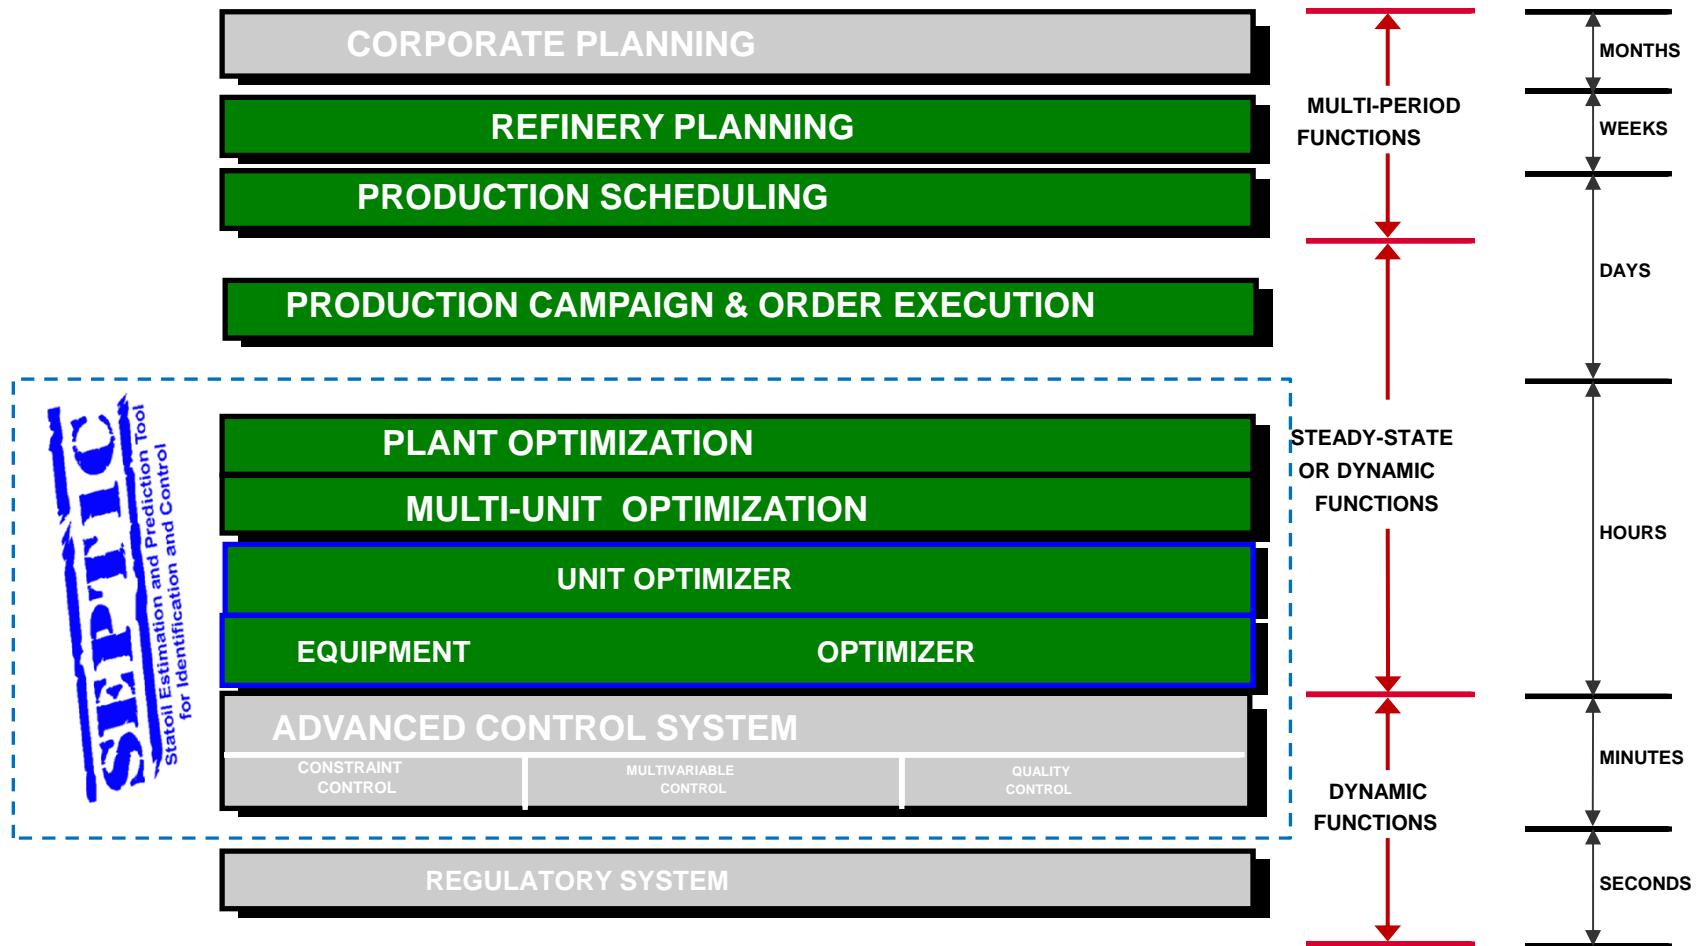 CORPORATE PLANNING
REFINERY PLANNING
PRODUCTION SCHEDULING
PRODUCTION CAMPAIGN & ORDER EXECUTION
PLANT OPTIMIZATION
MULTI-UNIT OPTIMIZATION
UNIT OPTIMIZER
EQUIPMENT OPTIMIZER
ADVANCED CONTROL SYSTEM
CONSTRAINT
CONTROL
MULTIVARIABLE
CONTROL
QUALITY
CONTROL
REGULATORY SYSTEM
SEPTIC
Statoil Estimation and Prediction Tool
for Identification and Control
MULTI-PERIOD
FUNCTIONS
STEADY-STATE
OR DYNAMIC
FUNCTIONS
DYNAMIC
FUNCTIONS
MONTHS
WEEKS
DAYS
HOURS
MINUTES
SECONDS